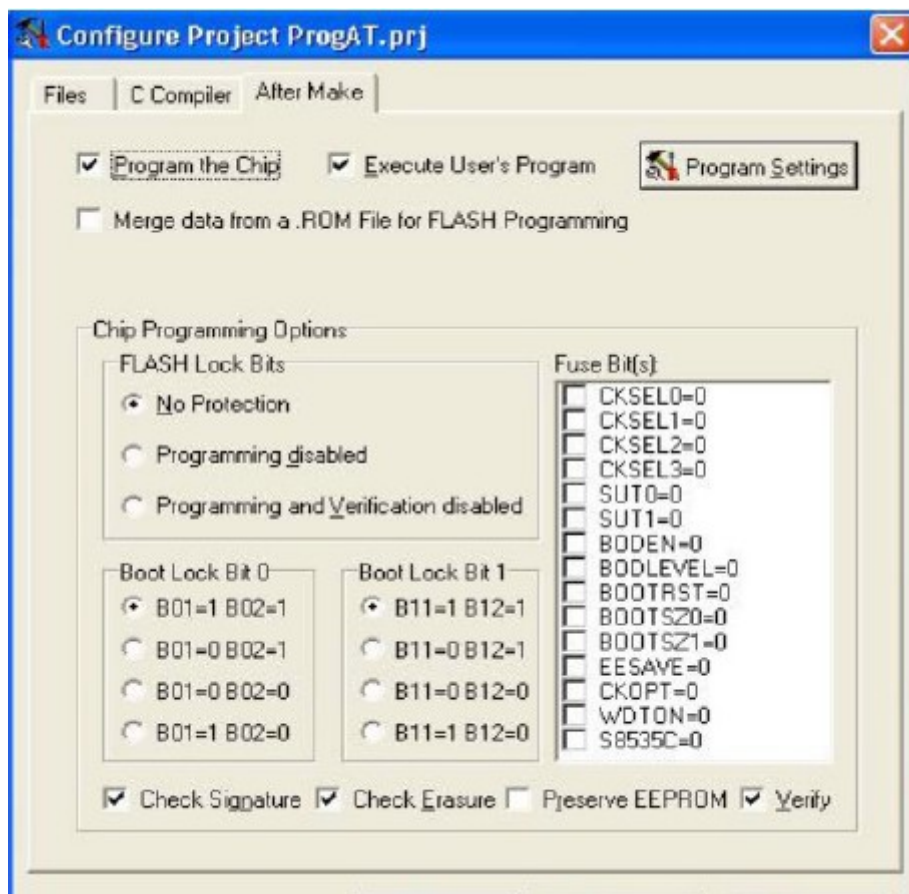 Configure Project ProgAT.prj
Files C Compiler After Make
Program the Chip Execute User's Program Program Settings
Merge data from a .ROM File for FLASH Programming
Chip Programming Options
FLASH Lock Bits
No Protection
Programming disabled
Programming and Verification disabled
Boot Lock Bit 0
B01=1 B02=1
B01=0 B02=1
B01=0 B02=0
B01=1 B02=0
Boot Lock Bit 1
B11=1 B12=1
B11=0 B12=1
B11=0 B12=0
B11=1 B12=0
Fuse Bit(s):
CKSEL0=0
CKSEL1=0
CKSEL2=0
CKSEL3=0
SUT0=0
SUT1=0
BODEN=0
BODLEVEL=0
BOOTRST=0
BOOTSZ0=0
BOOTSZ1=0
EESAVE=0
CKOPT=0
WDTON=0
S8535C=0
Check Signature Check Erasure Preserve EEPROM Verify